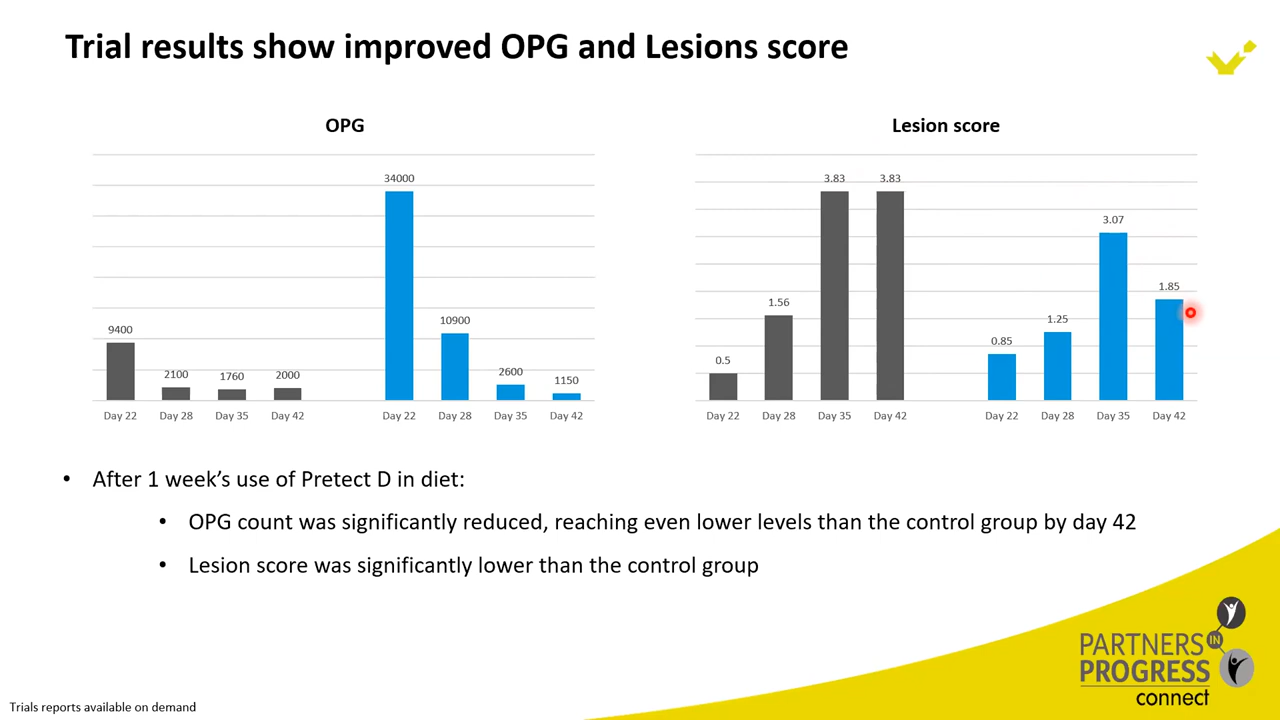 Trial results show improved OPG and Lesions score
OPG
34000
10900
9400
2600
2100
2000
1760
1150
Day 22 Day 28 Day 35 Day 42 Day 22 Day 28 Day 35 Day 42
Lesion score
3.83 3.83
3.07
1.85
1.56
1.25
0.85
0.5
Day 22 Day 28 Day 35 Day 42 Day 22 Day 28 Day 35 Day 42
• After 1 week’s use of Pretect D in diet:
• OPG count was significantly reduced, reaching even lower levels than the control group by day 42
• Lesion score was significantly lower than the control group
PARTNERS
IN
PROGRESS
connect
Trials reports available on demand